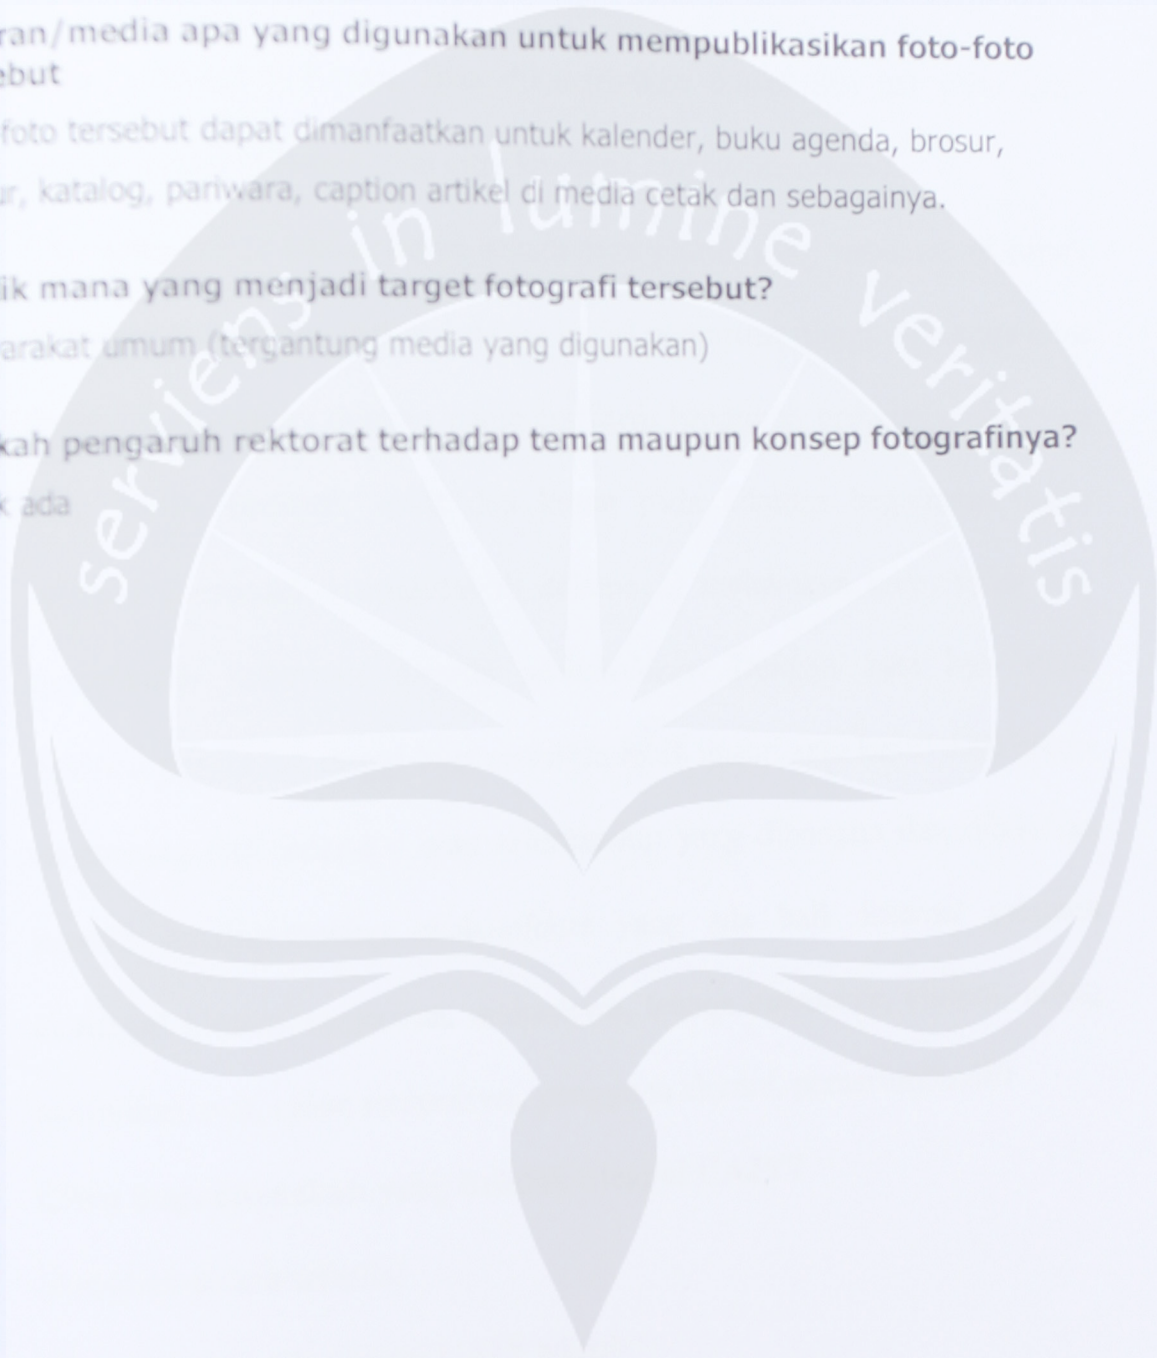 ran/media apa yang digunakan untuk mempublikasikan foto-foto
ebut
foto tersebut dapat dimanfaatkan untuk kalender, buku agenda, brosur,
ur, katalog, pariwara, caption artikel di media cetak dan sebagainya.
ik mana yang menjadi target fotografi tersebut?
arakat umum (tergantung media yang digunakan)
kah pengaruh rektorat terhadap tema maupun konsep fotografinya?
k ada
serviens in lumine veritatis